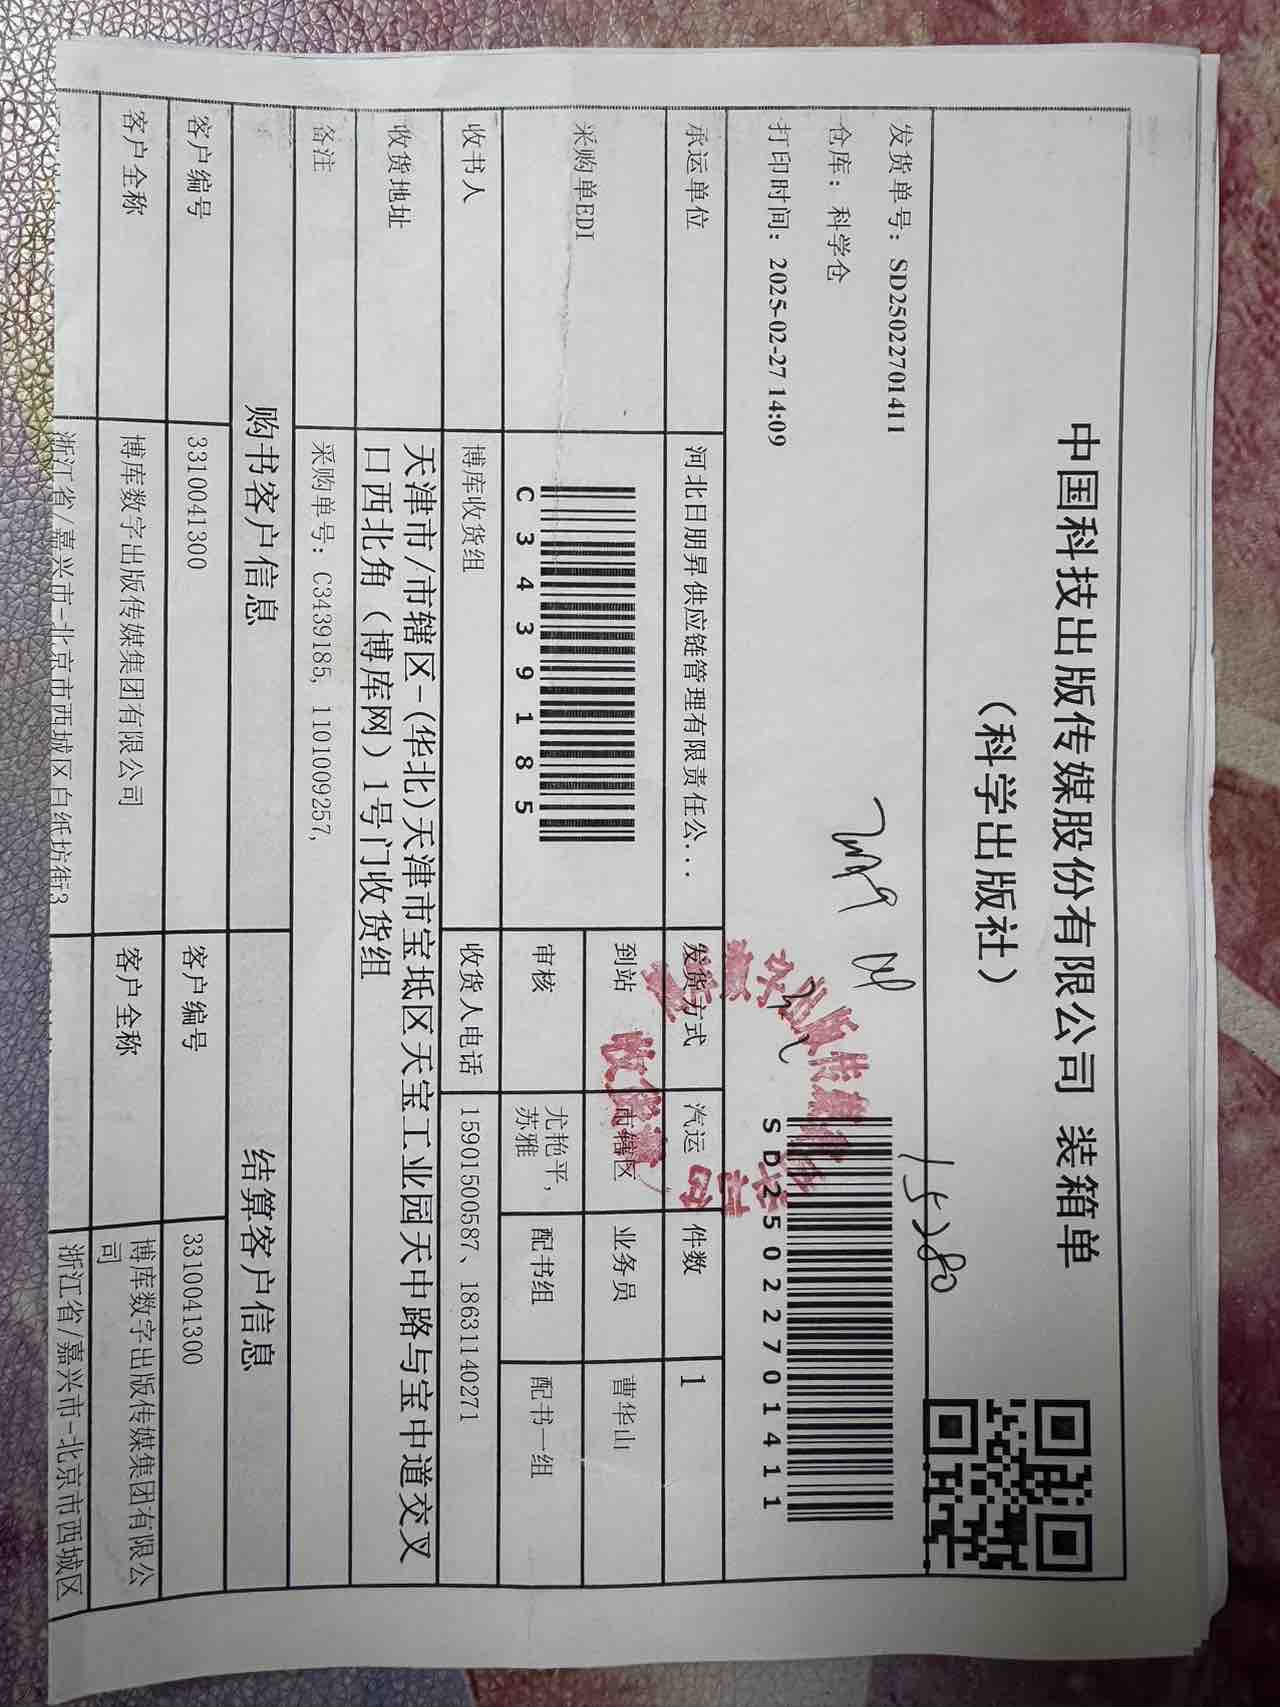 中国科技出版传媒股份有限公司 装箱单
（科学出版社）
15280
发货单号：SD2502270​1411
仓库：科学仓
打印时间：2025-02-27 14:09
SD25022701411
承运单位 河北日朋昇供应链管理有限责任公... 发货方式 汽运 件数 1
采购单EDI C3439185 到站 市辖区 业务员 曹华山
审核 尤艳平，苏雅 配书组 配书一组
收书人 博库收货组 收货人电话 15901500587、18631140271
收货地址 天津市/市辖区-(华北)天津市宝坻区天宝工业园天中路与宝中道交叉
口西北角（博库网）1号门收货组
备注 采购单号：C3439185, 1101009257,
购书客户信息 结算客户信息
客户编号 3310041300 客户编号 3310041300
客户全称 博库数字出版传媒集团有限公司 客户全称 博库数字出版传媒集团有限公
司
浙江省/嘉兴市-北京市西城区白纸坊街3 浙江省/嘉兴市-北京市西城区